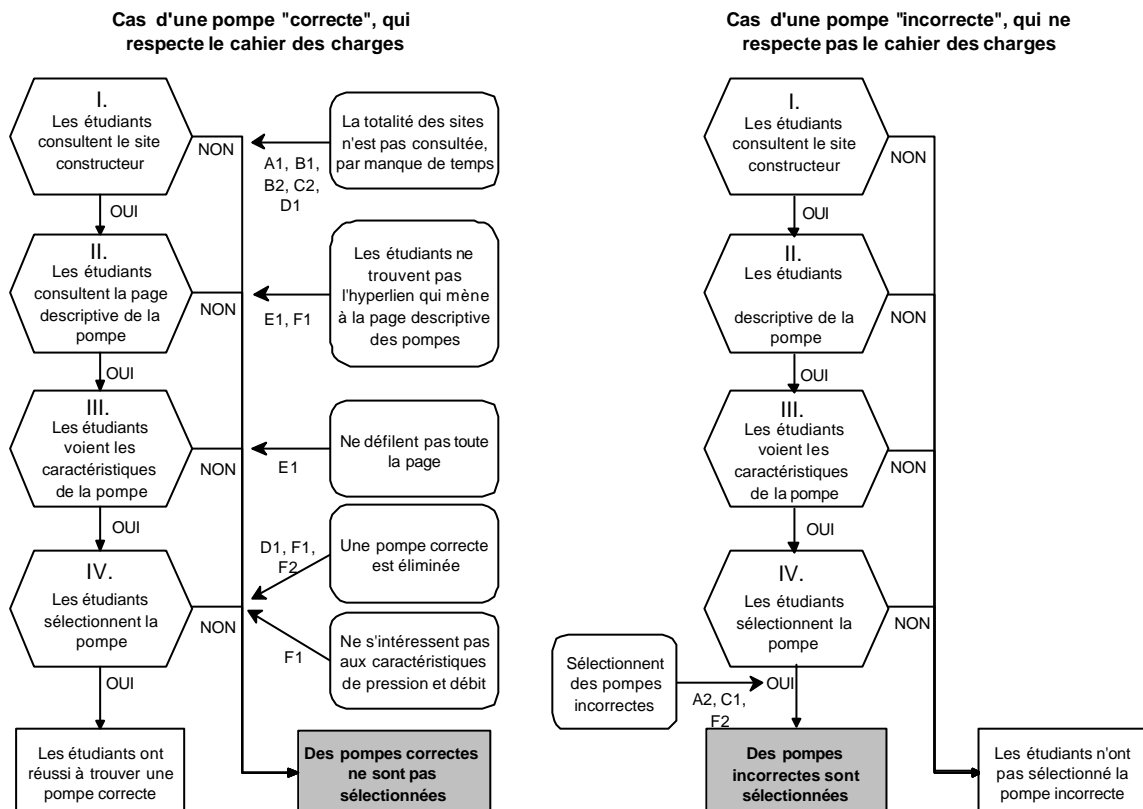 Cas d'une pompe "correcte", qui
respecte le cahier des charges
I.
Les étudiants
consultent le site
constructeur
NON
OUI
La totalité des sites
n'est pas consultée,
par manque de temps
A1, B1,
B2, C2,
D1
II.
Les étudiants
consultent la page
descriptive de la
pompe
NON
OUI
Les étudiants ne
trouvent pas
l'hyperlien qui mène
à la page descriptive
des pompes
E1, F1
III.
Les étudiants
voient les
caractéristiques
de la pompe
NON
OUI
Ne défilent pas toute
la page
E1
IV.
Les étudiants
sélectionnent la
pompe
NON
OUI
D1, F1,
F2
Une pompe correcte
est éliminée
F1
Ne s'intéressent pas
aux caractéristiques
de pression et débit
Les étudiants ont
réussi à trouver une
pompe correcte
Des pompes correctes
ne sont pas
sélectionnées
Cas d'une pompe "incorrecte", qui ne
respecte pas le cahier des charges
I.
Les étudiants
consultent le site
constructeur
NON
OUI
II.
Les étudiants
descriptive de la
pompe
NON
OUI
III.
Les étudiants
voient les
caractéristiques
de la pompe
NON
OUI
IV.
Les étudiants
sélectionnent la
pompe
NON
OUI
Sélectionnent
des pompes
incorrectes
A2, C1,
F2
Des pompes
incorrectes sont
sélectionnées
Les étudiants n'ont
pas sélectionné la
pompe incorrecte